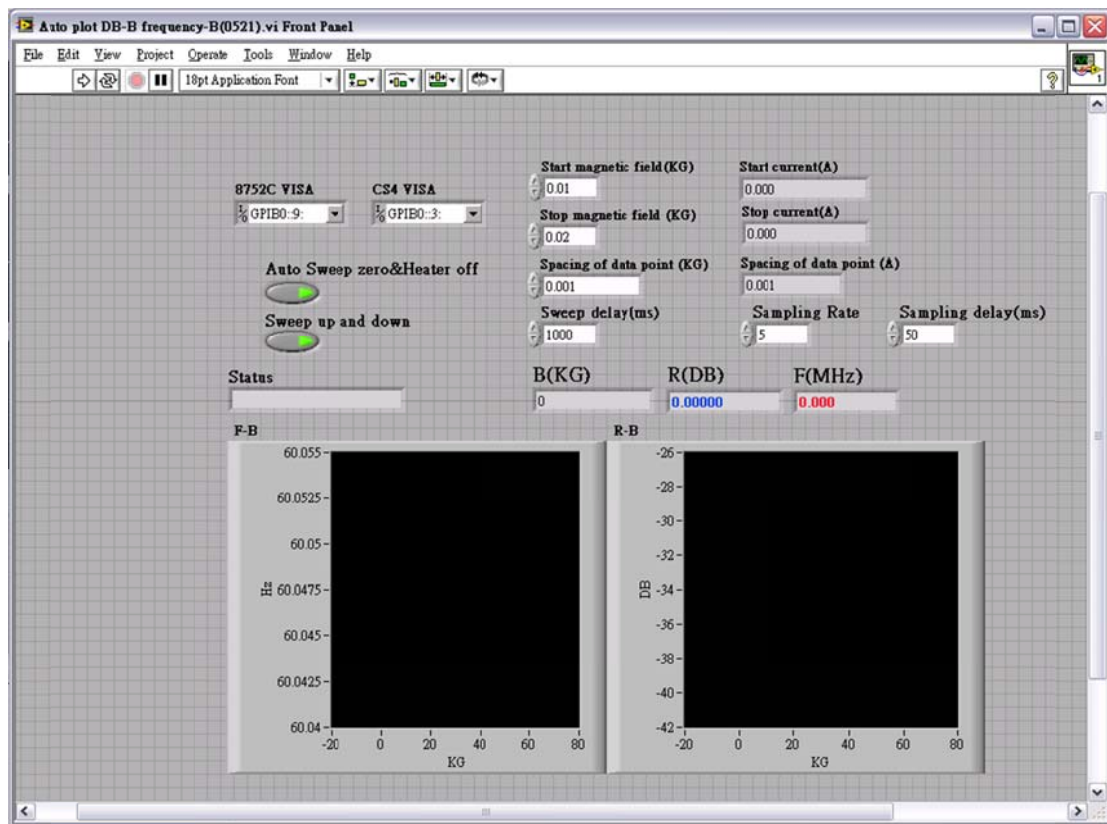 Auto plot DB-B frequency-B(0521).vi Front Panel
File Edit View Project Operate Tools Window Help
18pt Application Font
1
Start magnetic field(KG) Start current(A)
0.01 0.000
8752C VISA CS4 VISA
GPIB0::9: GPIB0::3:
Stop magnetic field (KG) Stop current(A)
0.02 0.000
Auto Sweep zero&Heater off
Spacing of data point (KG) Spacing of data point (A)
0.001 0.001
Sweep up and down
Sweep delay(ms) Sampling Rate Sampling delay(ms)
1000 5 50
Status B(KG) R(DB) F(MHz)
0 0.00000 0.000
F-B
60.055
60.0525
60.05
60.0475
60.045
60.0425
60.04
Hz
-20 0 20 40 60 80
KG
R-B
-26
-28
-30
-32
-34
-36
-38
-40
-42
DB
-20 0 20 40 60 80
KG